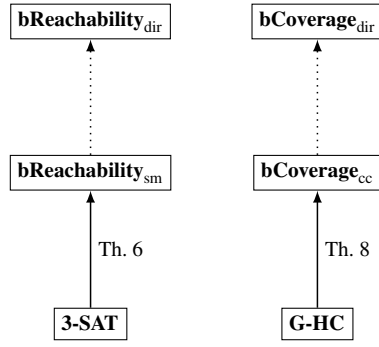 bReachability_dir bCoverage_dir
bReachability_sm bCoverage_cc
Th. 6 Th. 8
3-SAT G-HC